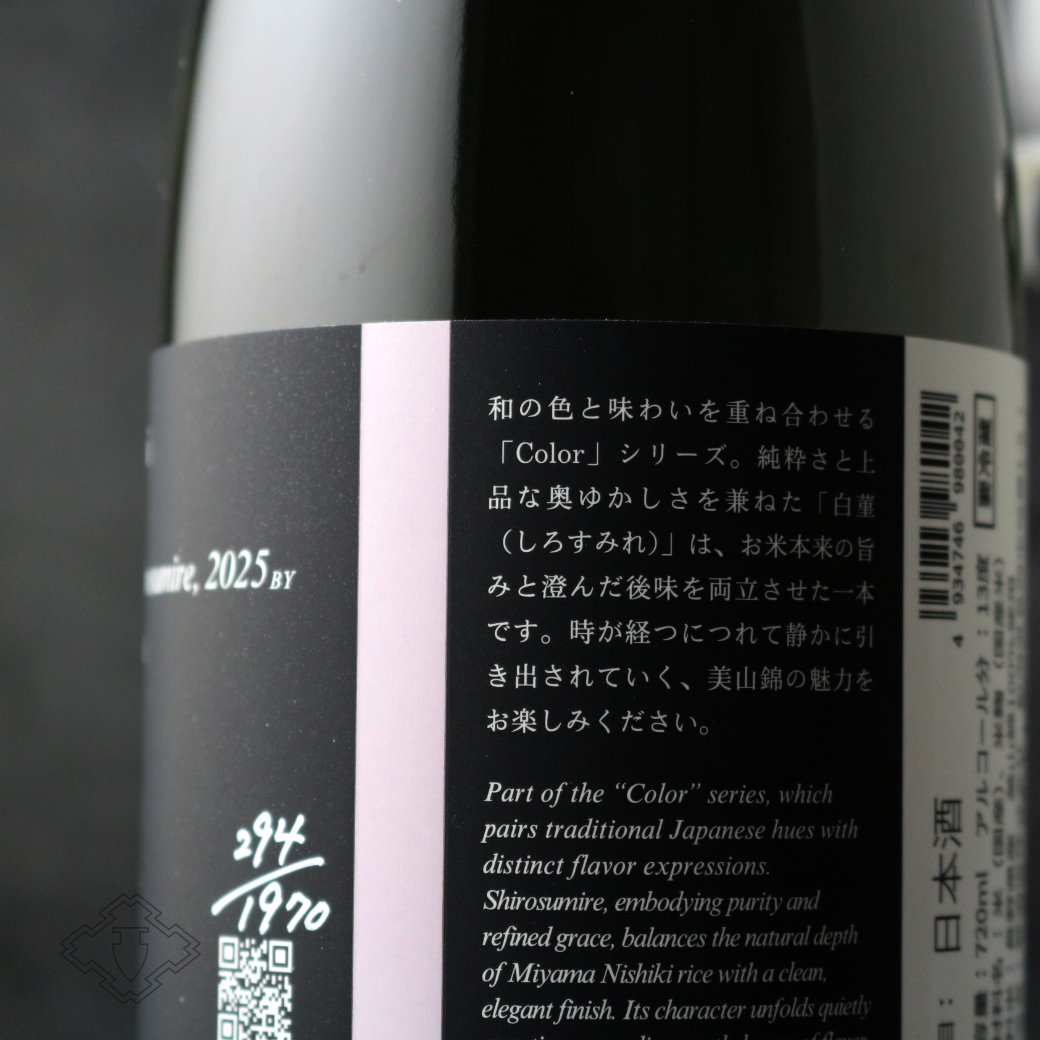 2025 BY
294/1970
和の色と味わいを重ね合わせる
「Color」シリーズ。純粋さと上
品な奥ゆかしさを兼ねた「白菫
（しろすみれ）」は、お米本来の旨
みと澄んだ後味を両立させた一本
です。時が経つにつれて静かに引
き出されていく、美山錦の魅力を
お楽しみください。
Part of the “Color” series, which
pairs traditional Japanese hues with
distinct flavor expressions.
Shirosumire, embodying purity and
refined grace, balances the natural depth
of Miyama Nishiki rice with a clean,
elegant finish. Its character unfolds quietly
4 934746 980842
要冷蔵
日本酒
720ml アルコール分：13度